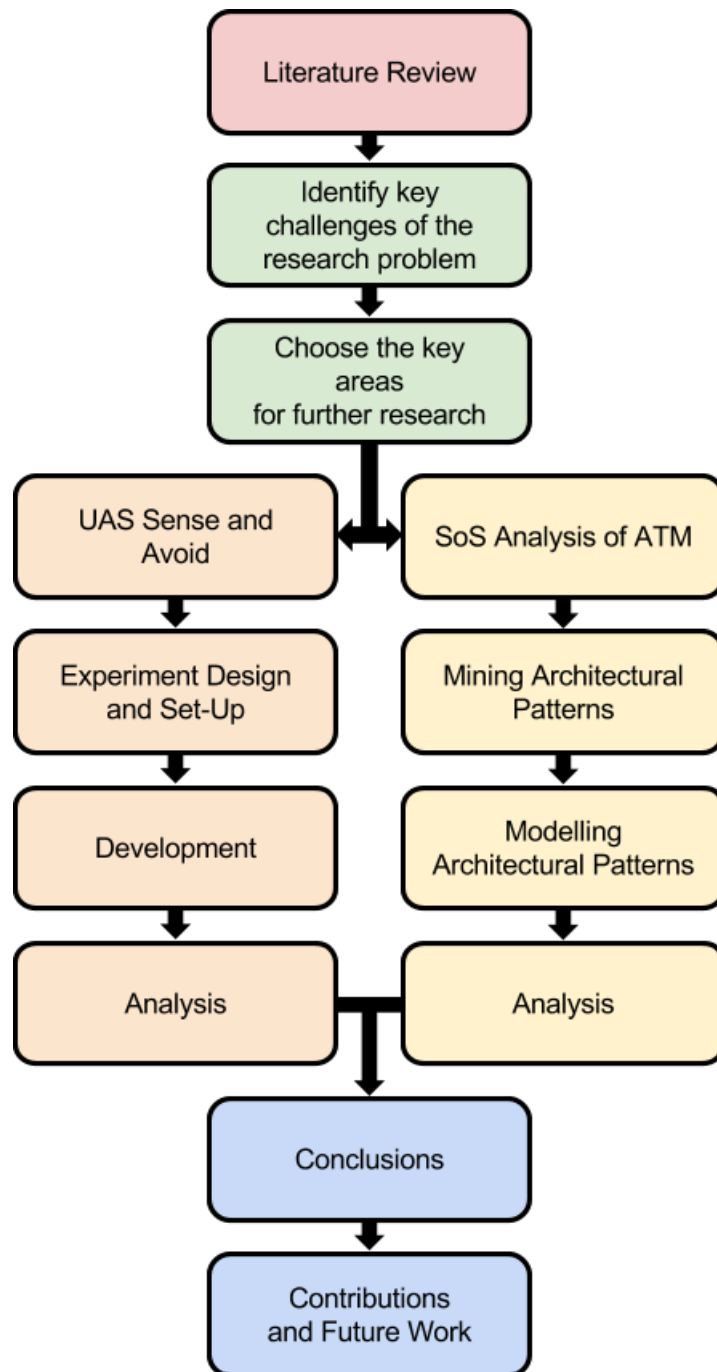 Literature Review
Identify key
challenges of the
research problem
Choose the key
areas
for further research
UAS Sense and
Avoid
SoS Analysis of ATM
Experiment Design
and Set-Up
Mining Architectural
Patterns
Development
Modelling
Architectural Patterns
Analysis
Analysis
Conclusions
Contributions
and Future Work